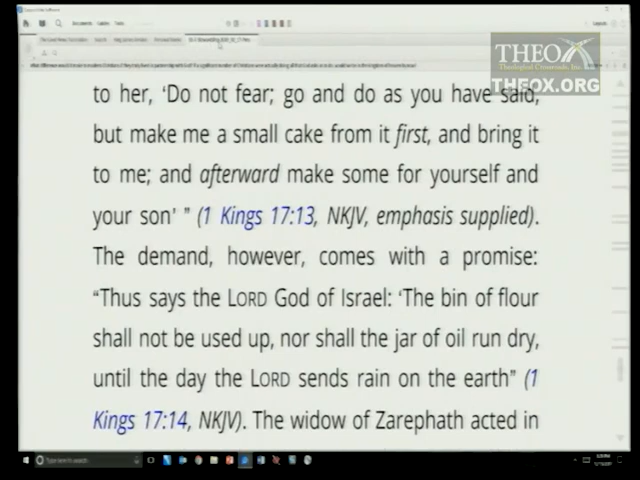 THEOX
THEOX.ORG
to her, ‘Do not fear; go and do as you have said,
but make me a small cake from it first, and bring it
to me; and afterward make some for yourself and
your son’ ” (1 Kings 17:13, NKJV, emphasis supplied).
The demand, however, comes with a promise:
“Thus says the LORD God of Israel: ‘The bin of flour
shall not be used up, nor shall the jar of oil run dry,
until the day the LORD sends rain on the earth” (1
Kings 17:14, NKJV). The widow of Zarephath acted in